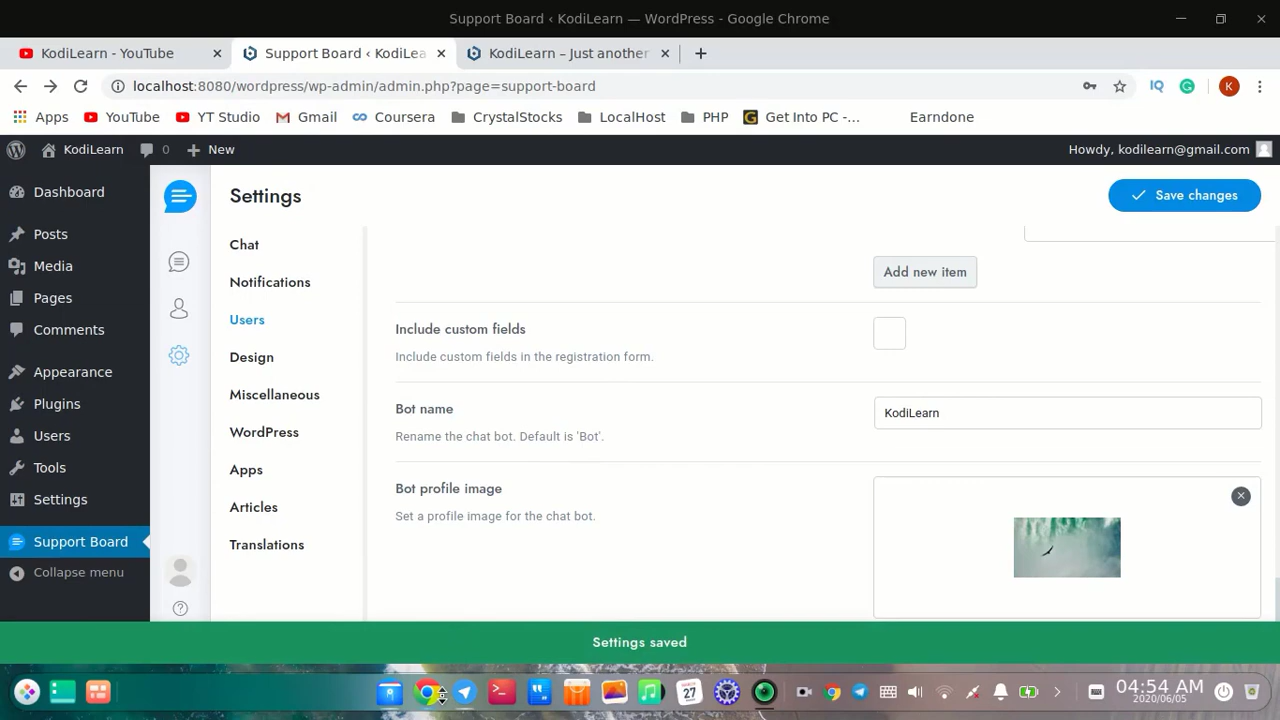 Support Board ‹ KodiLearn — WordPress - Google Chrome
KodiLearn - YouTube
Support Board ‹ KodiLea
KodiLearn – Just another
localhost:8080/wordpress/wp-admin/admin.php?page=support-board
IQ
K
Apps
YouTube
YT Studio
Gmail
Coursera
CrystalStocks
LocalHost
PHP
Get Into PC -...
Earndone
KodiLearn
0
New
Howdy, kodilearn@gmail.com
Dashboard
Posts
Media
Pages
Comments
Appearance
Plugins
Users
Tools
Settings
Support Board
Collapse menu
Settings
Save changes
Chat
Notifications
Users
Design
Miscellaneous
WordPress
Apps
Articles
Translations
Add new item
Include custom fields
Include custom fields in the registration form.
Bot name
Rename the chat bot. Default is 'Bot'.
KodiLearn
Bot profile image
Set a profile image for the chat bot.
Settings saved
27
04:54 AM
2020/06/05